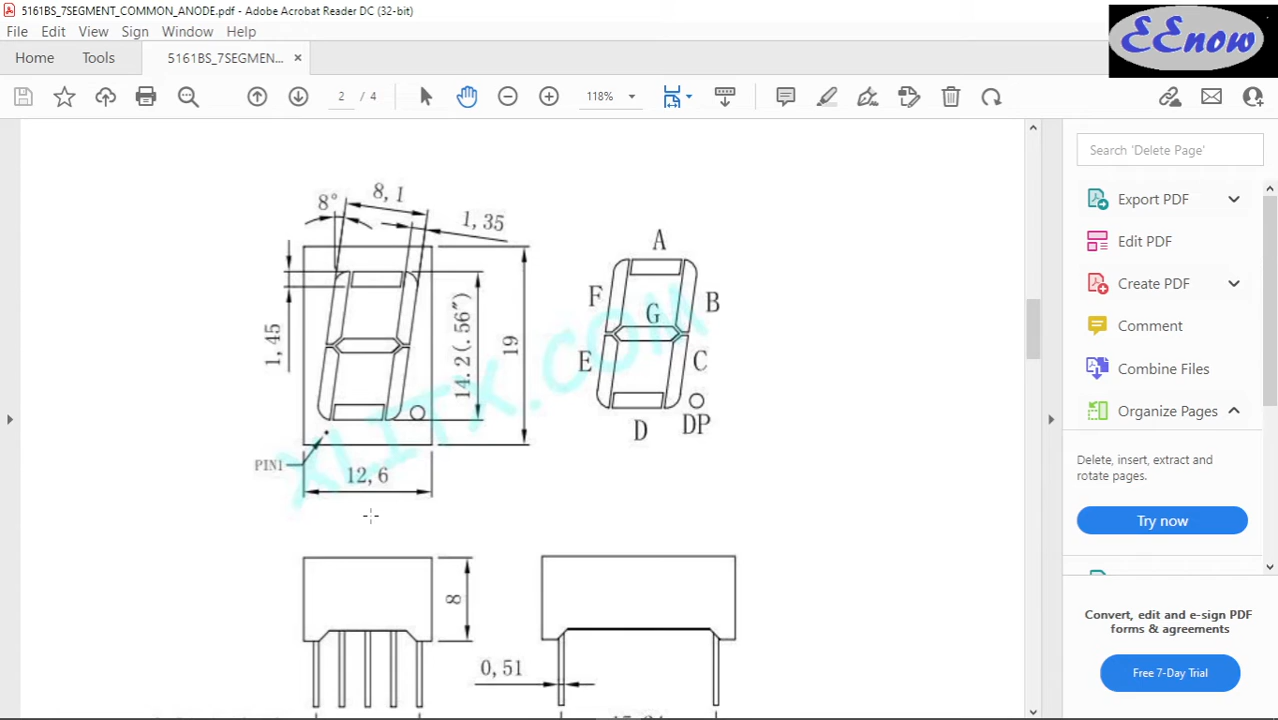 5161BS_7SEGMENT_COMMON_ANODE.pdf - Adobe Acrobat Reader DC (32-bit)
EEnow
File Edit View Sign Window Help
Home Tools 5161BS_7SEGMEN... ×
2 / 4 118%
Search 'Delete Page'
Export PDF
Edit PDF
Create PDF
Comment
Combine Files
Organize Pages
Delete, insert, extract and
rotate pages.
Try now
Convert, edit and e-sign PDF
forms & agreements
Free 7-Day Trial
8° 8,1 1,35
1,45
14.2(.56")
19
PIN1
12,6
A
F B
G
E C
D DP
XLITX.COM
8
0,51